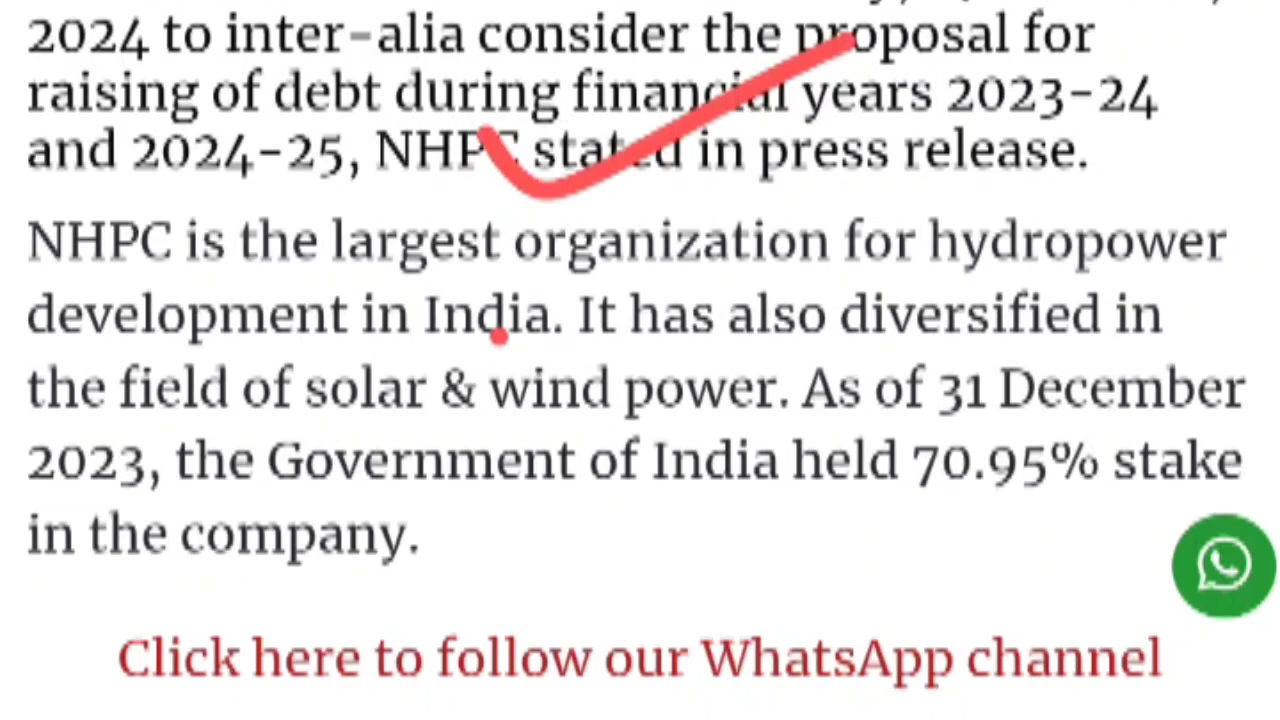 2024 to inter-alia consider the proposal for
raising of debt during financial years 2023-24
and 2024-25, NHPC stated in press release.
NHPC is the largest organization for hydropower
development in India. It has also diversified in
the field of solar & wind power. As of 31 December
2023, the Government of India held 70.95% stake
in the company.
Click here to follow our WhatsApp channel